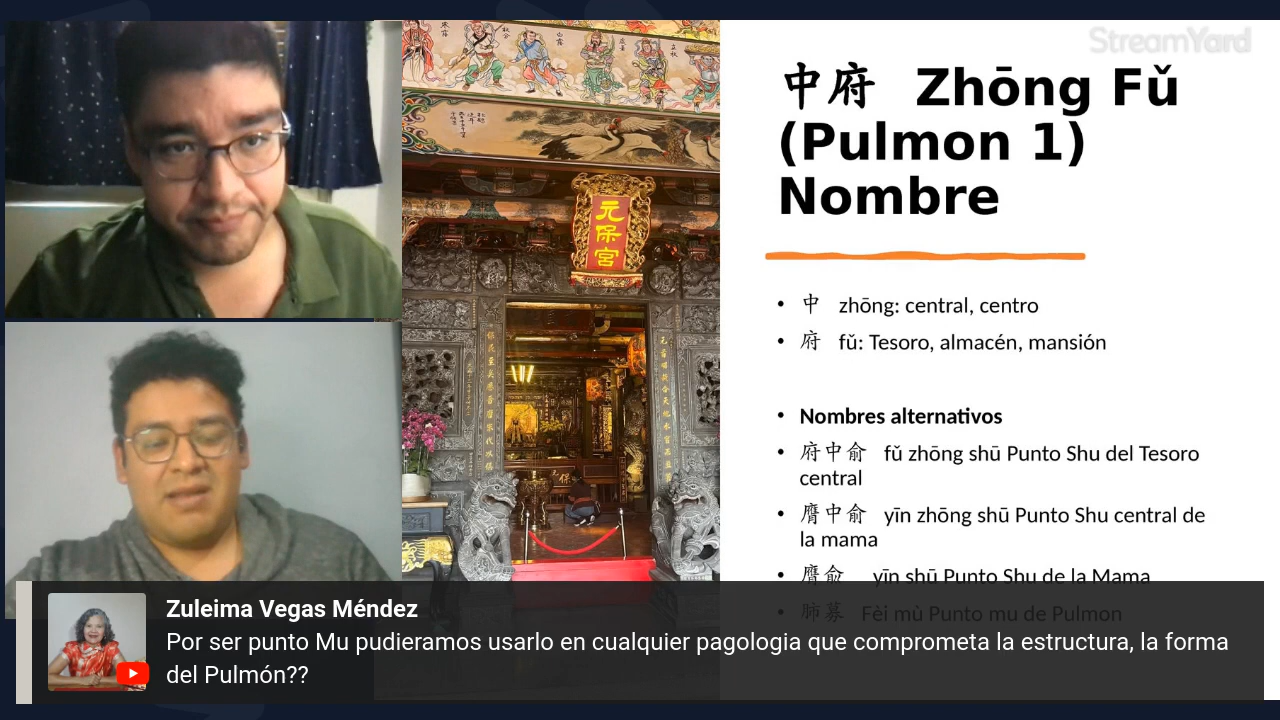 StreamYard
中府 Zhōng Fǔ
(Pulmon 1)
Nombre
元保宮
• 中 zhōng: central, centro
• 府 fǔ: Tesoro, almacén, mansión
• Nombres alternativos
• 府中俞 fǔ zhōng shū Punto Shu del Tesoro
central
• 膺中俞 yīn zhōng shū Punto Shu central de
la mama
• 膺俞 yīn shū Punto Shu de la Mama
• 肺募 Fèi mù Punto mu de Pulmon
Zuleima Vegas Méndez
Por ser punto Mu pudieramos usarlo en cualquier pagologia que comprometa la estructura, la forma
del Pulmón??